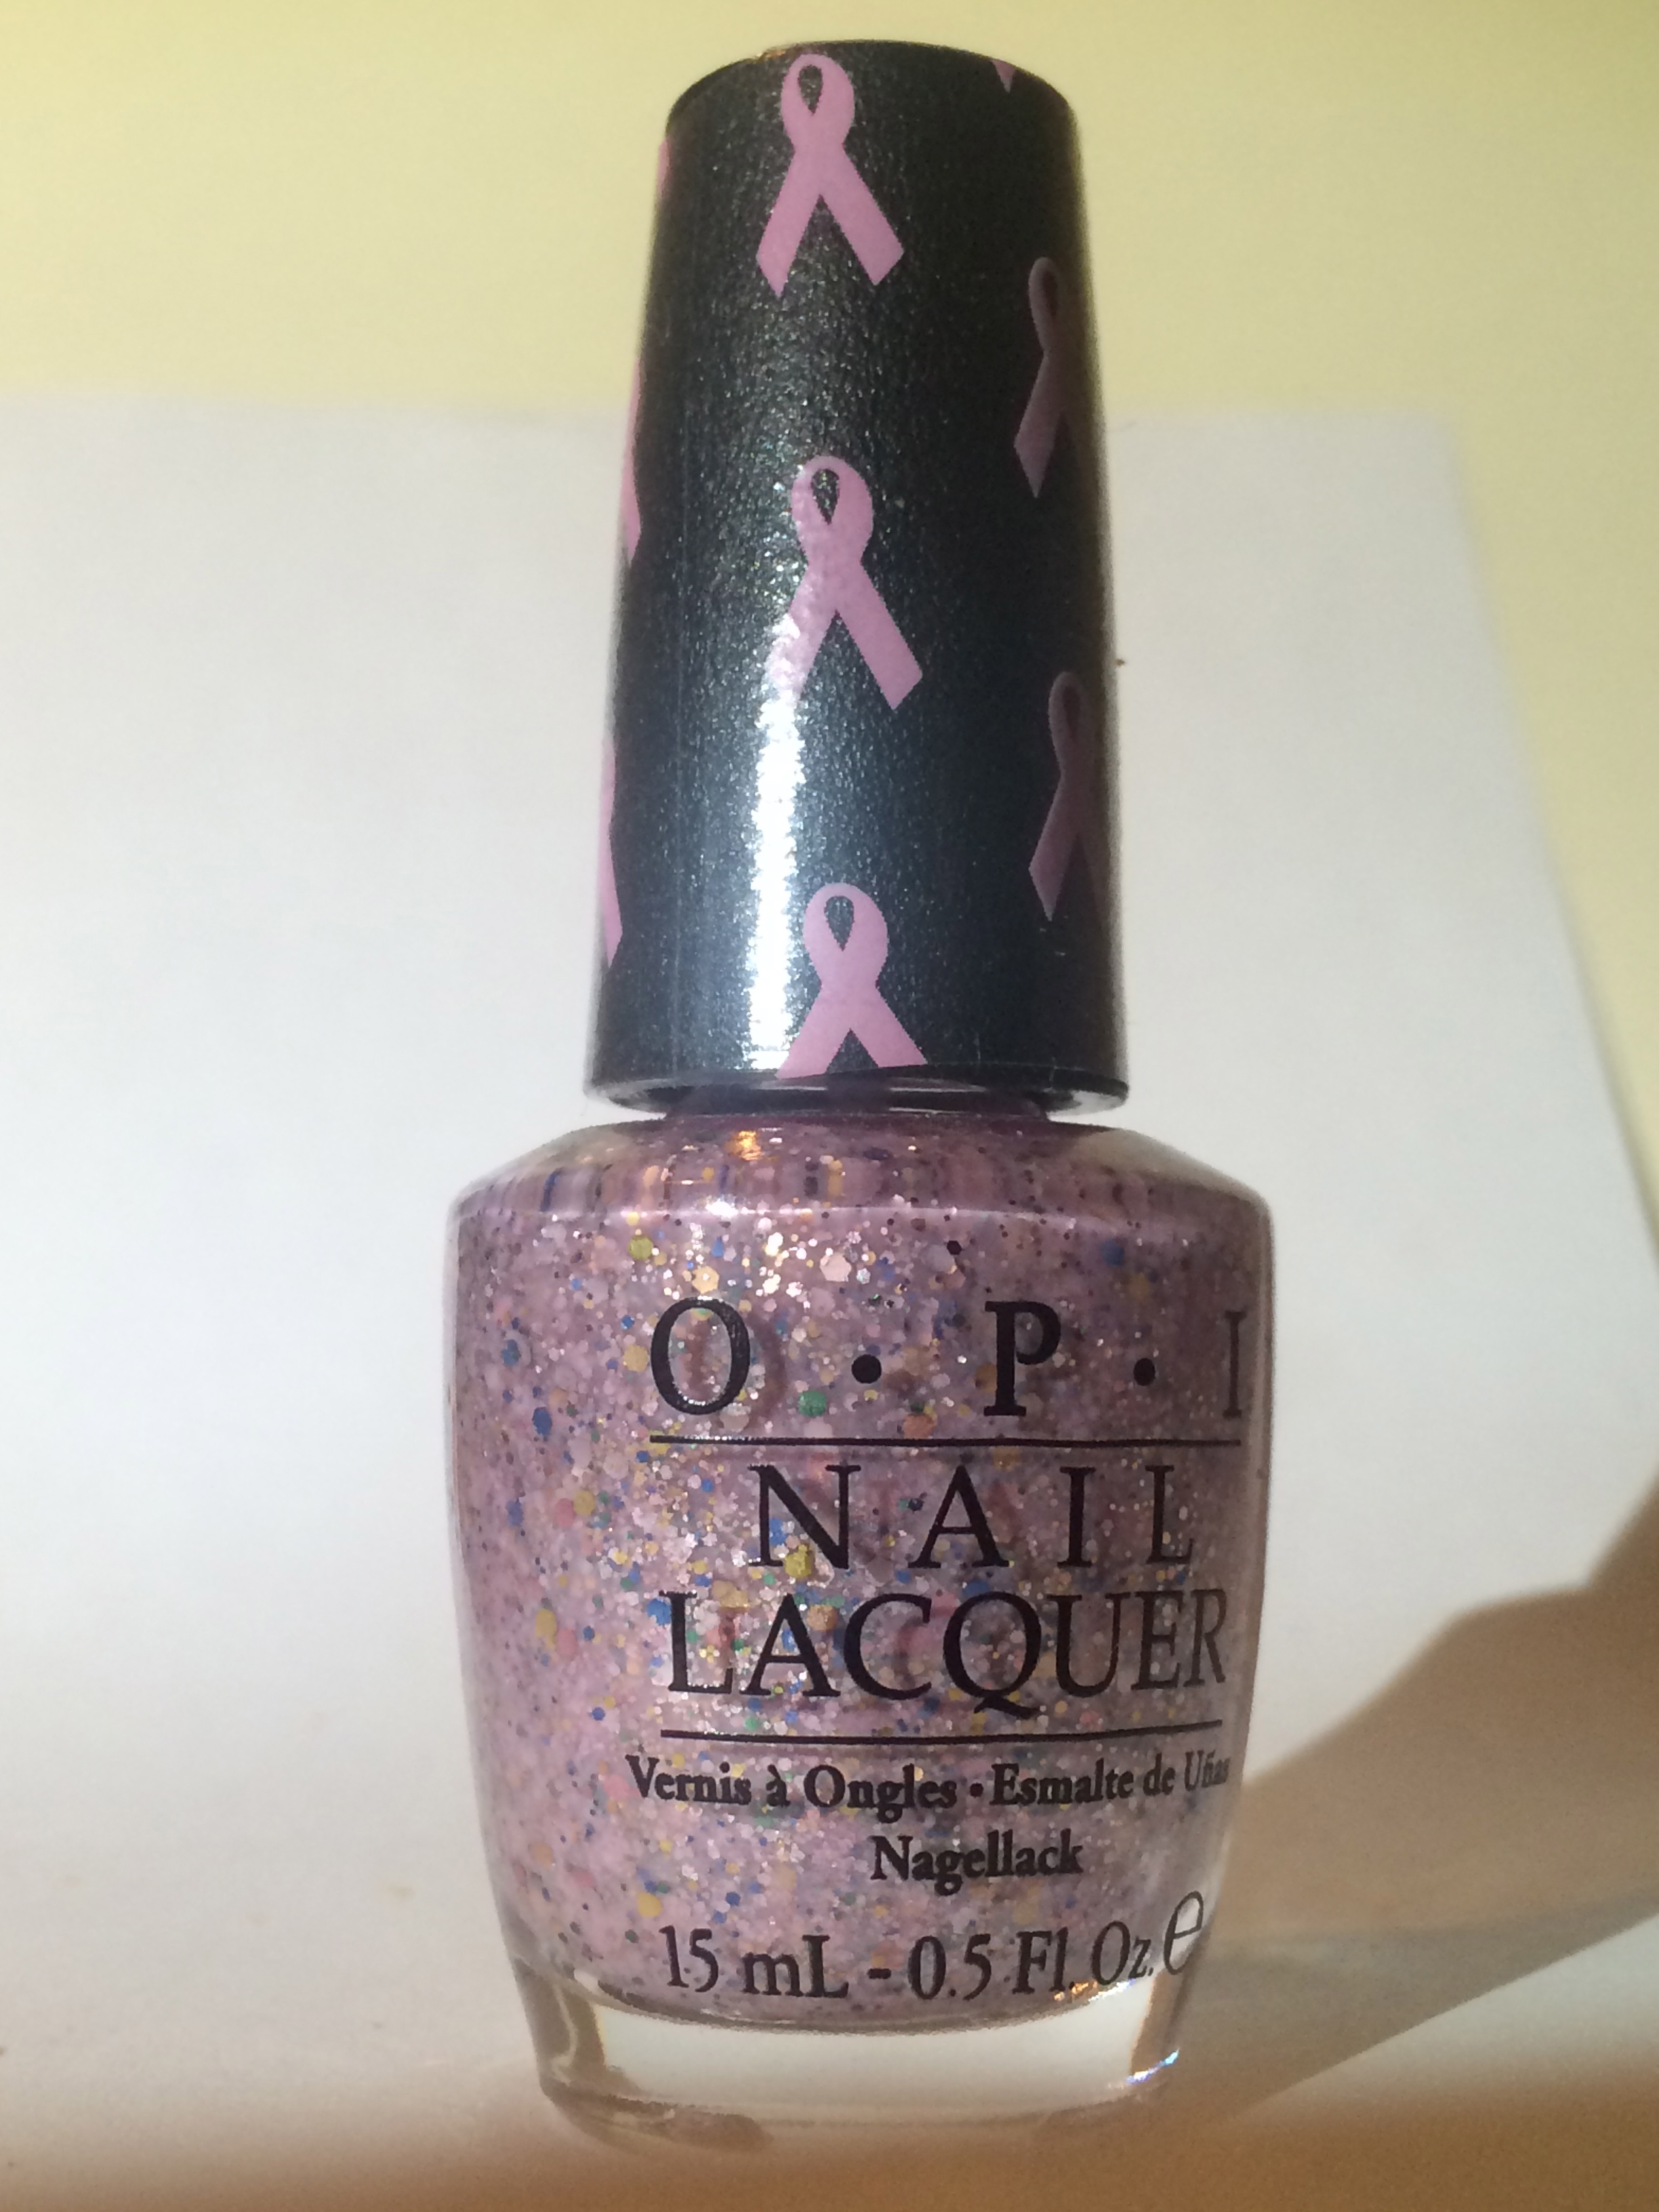 O • P • I
NAIL
LACQUER
Vernis à Ongles • Esmalte de Uñas
Nagellack
15 mL - 0.5 Fl. Oz. ℮